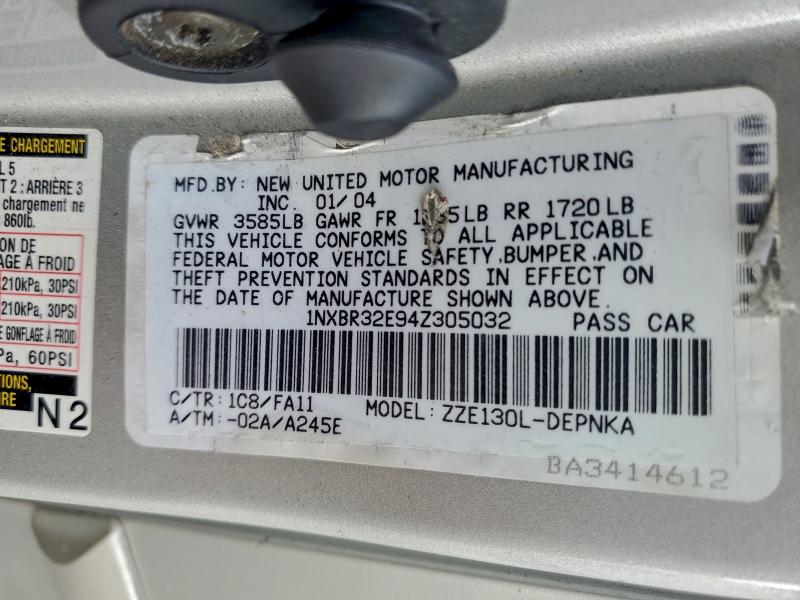 E CHARGEMENT
L 5
T 2 : ARRIÈRE 3
chargement ne
860lb.
ION DE
AGE À FROID
210kPa, 30PSI
210kPa, 30PSI
E GONFLAGE À FROID
Pa, 60PSI
TIONS,
IRE
N 2
MFD.BY: NEW UNITED MOTOR MANUFACTURING
INC. 01/04
GVWR 3585LB GAWR FR LB RR 1720LB
THIS VEHICLE CONFORMS TO ALL APPLICABLE
FEDERAL MOTOR VEHICLE SAFETY,BUMPER,AND
THEFT PREVENTION STANDARDS IN EFFECT ON
THE DATE OF MANUFACTURE SHOWN ABOVE.
1NXBR32E94Z305032 PASS CAR
C/TR: 1C8/FA11 MODEL: ZZE130L-DEPNKA
A/TM: -02A/A245E
BA3414612